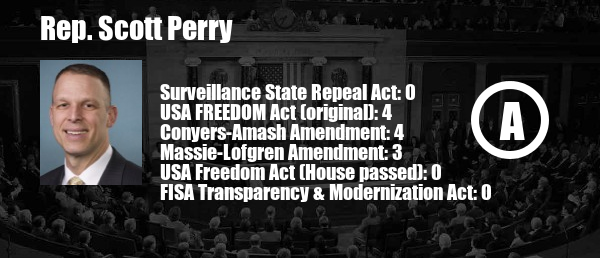 Rep. Scott Perry
Surveillance State Repeal Act: 0
USA FREEDOM Act (original): 4
Conyers-Amash Amendment: 4
Massie-Lofgren Amendment: 3
USA Freedom Act (House passed): 0
FISA Transparency & Modernization Act: 0
A